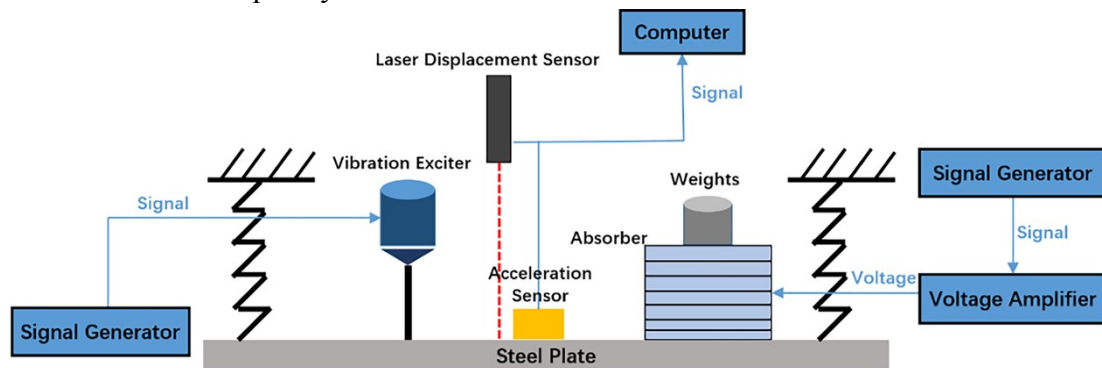 Computer
Laser Displacement Sensor
Signal
Vibration Exciter
Weights
Signal Generator
Signal
Absorber
Signal
Acceleration
Sensor
Voltage
Voltage Amplifier
Signal Generator
Steel Plate